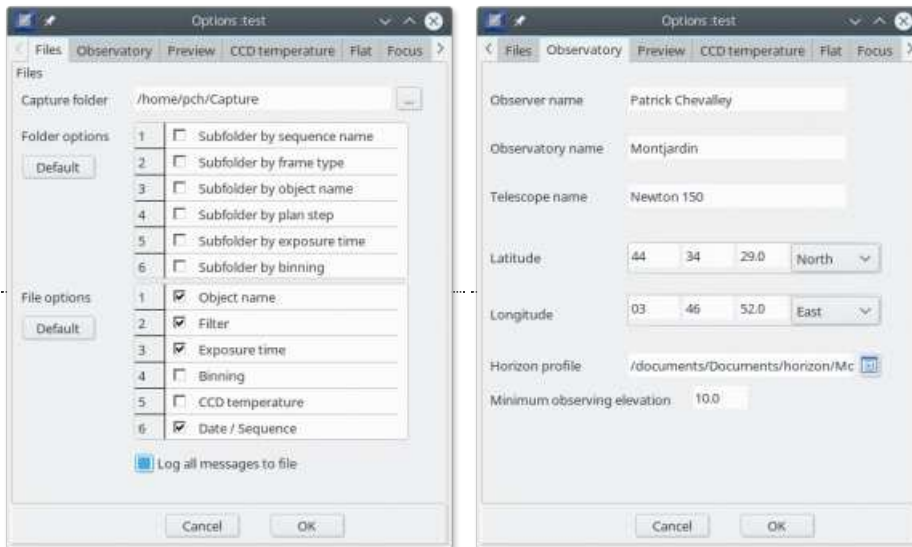 Options :test
Files Observatory Preview CCD temperature Flat Focus
Files
Capture folder /home/pch/Capture ...
Folder options
Default
1 Subfolder by sequence name
2 Subfolder by frame type
3 Subfolder by object name
4 Subfolder by plan step
5 Subfolder by exposure time
6 Subfolder by binning
File options
Default
1 Object name
2 Filter
3 Exposure time
4 Binning
5 CCD temperature
6 Date / Sequence
Log all messages to file
Cancel OK
Options :test
Files Observatory Preview CCD temperature Flat Focus
Observer name Patrick Chevalley
Observatory name Montjardin
Telescope name Newton 150
Latitude 44 34 29.0 North
Longitude 03 46 52.0 East
Horizon profile /documents/Documents/horizon/Mc
Minimum observing elevation 10.0
Cancel OK